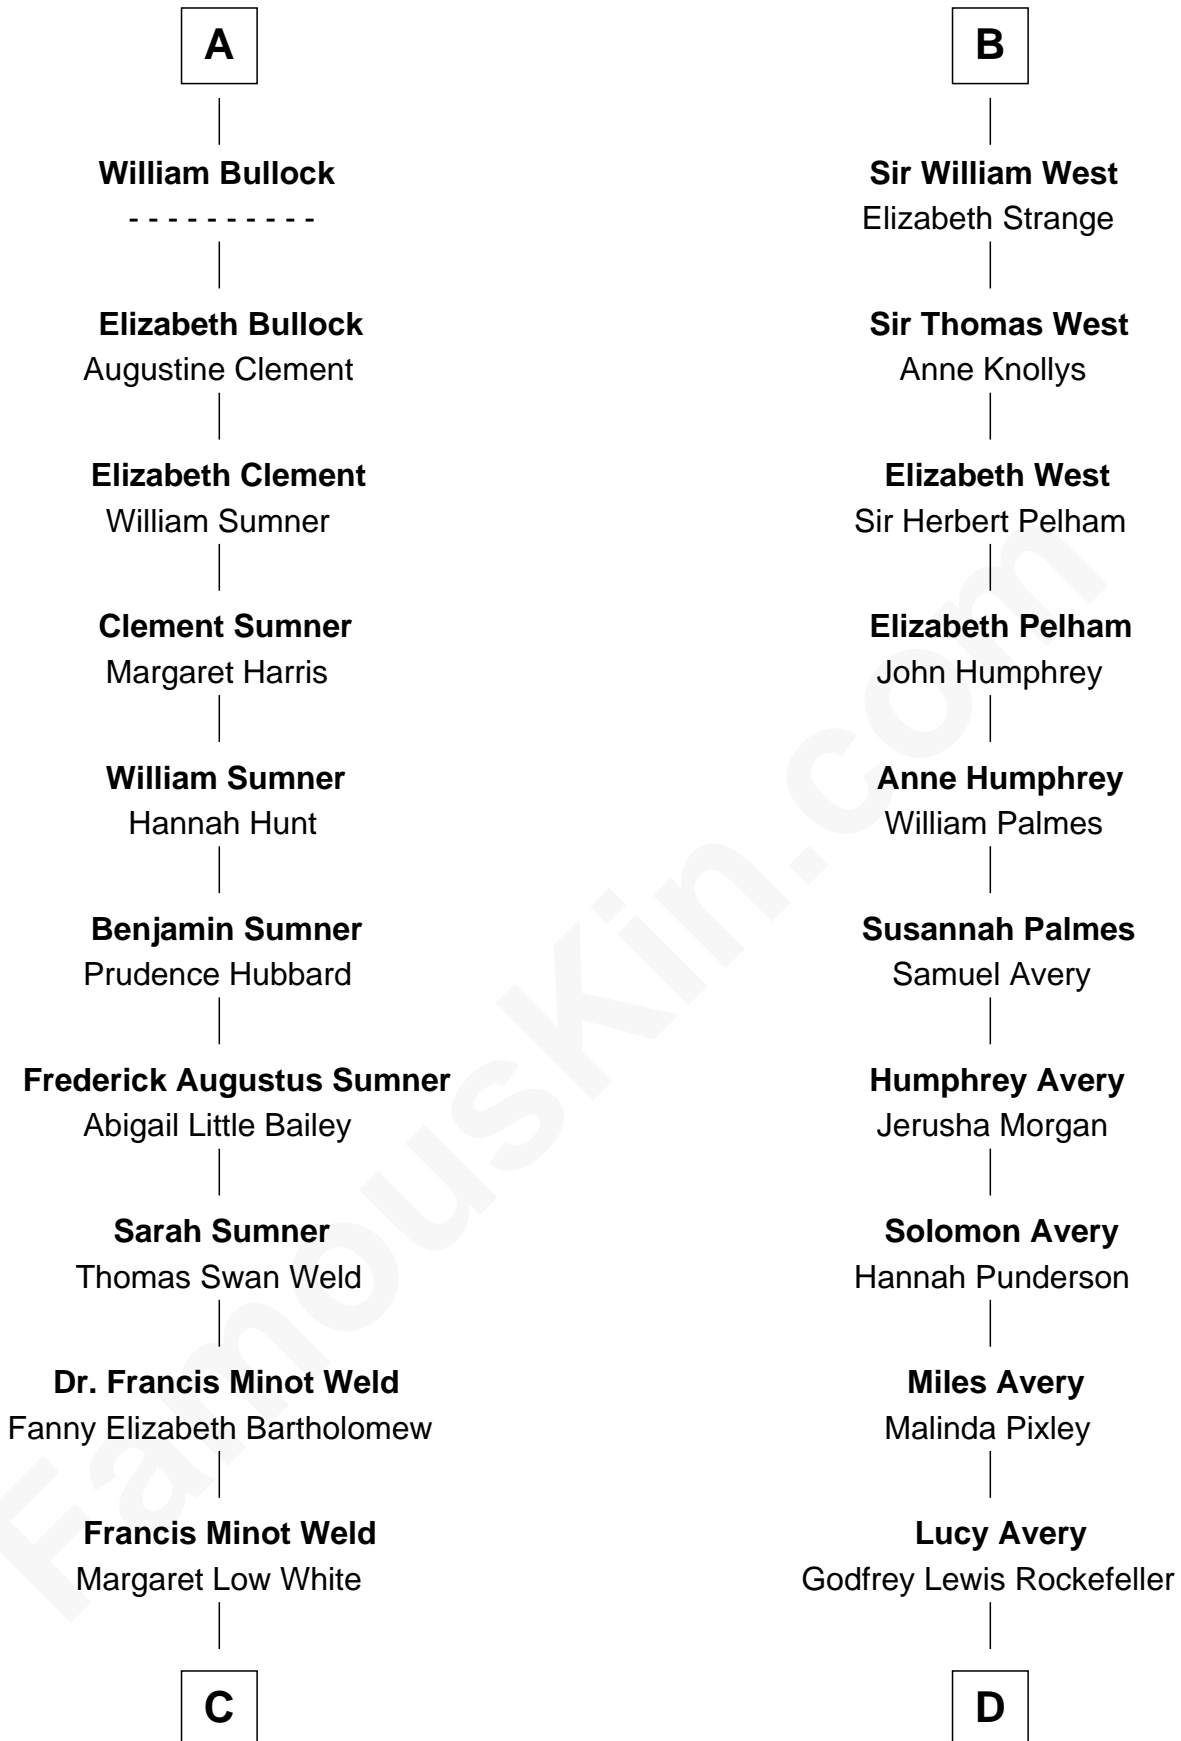 A
William Bullock
- - - - - - - - - -
Elizabeth Bullock
Augustine Clement
Elizabeth Clement
William Sumner
Clement Sumner
Margaret Harris
William Sumner
Hannah Hunt
Benjamin Sumner
Prudence Hubbard
Frederick Augustus Sumner
Abigail Little Bailey
Sarah Sumner
Thomas Swan Weld
Dr. Francis Minot Weld
Fanny Elizabeth Bartholomew
Francis Minot Weld
Margaret Low White
C
B
Sir William West
Elizabeth Strange
Sir Thomas West
Anne Knollys
Elizabeth West
Sir Herbert Pelham
Elizabeth Pelham
John Humphrey
Anne Humphrey
William Palmes
Susannah Palmes
Samuel Avery
Humphrey Avery
Jerusha Morgan
Solomon Avery
Hannah Punderson
Miles Avery
Malinda Pixley
Lucy Avery
Godfrey Lewis Rockefeller
D
FamousKin.com